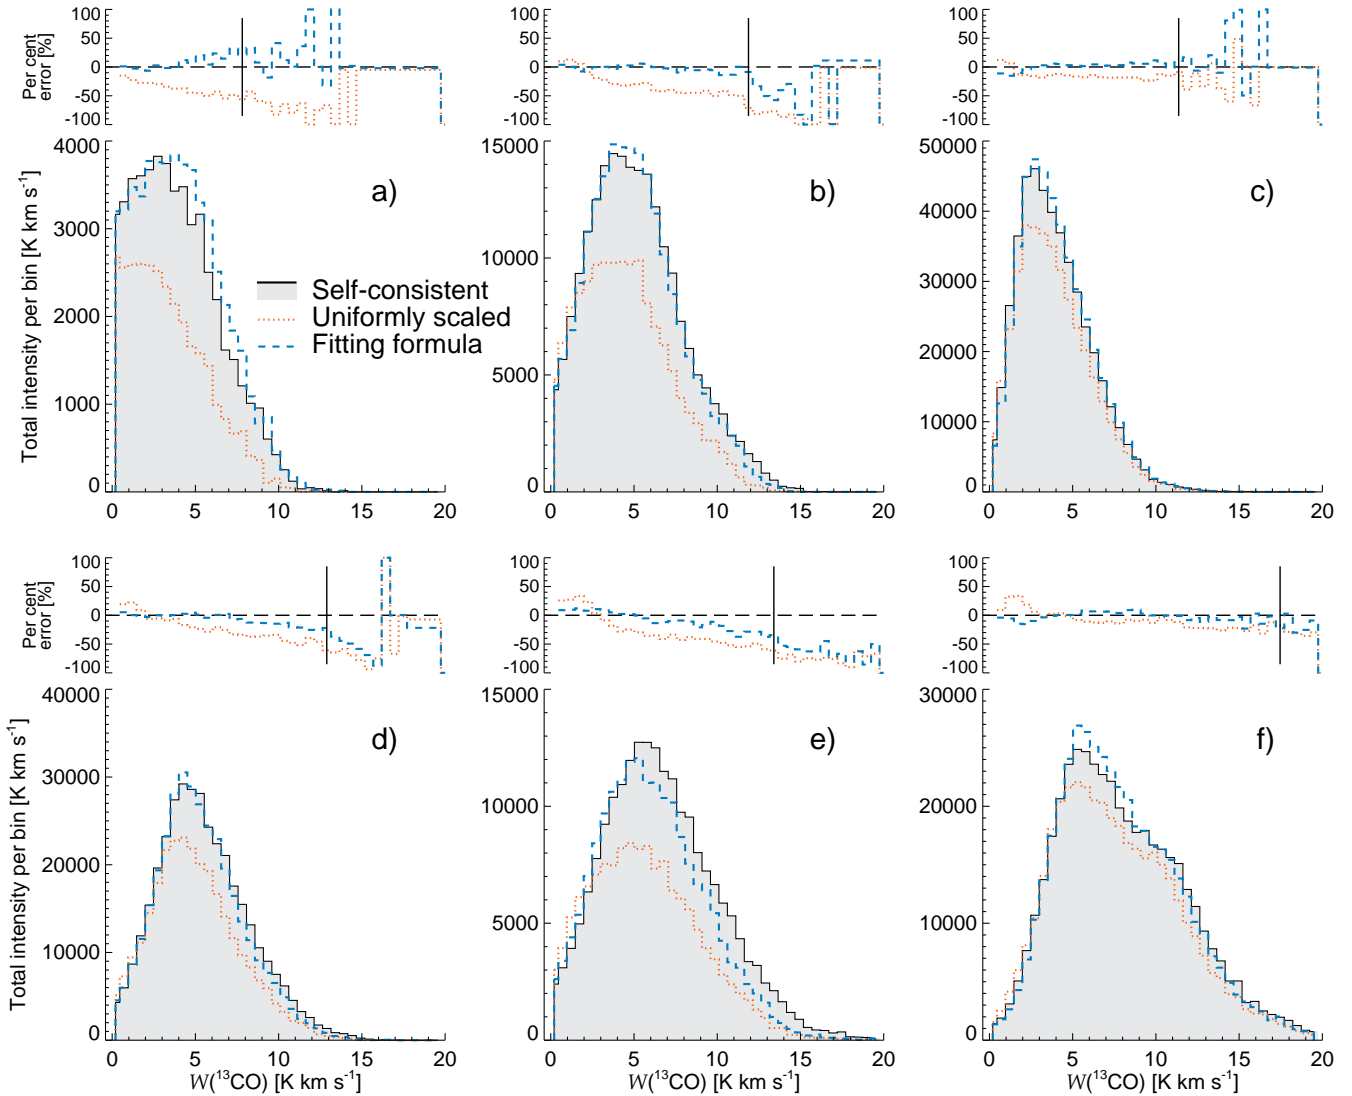 100
50
0
-50
-100
Per cent
error [%]
100
50
0
-50
-100
100
50
0
-50
-100
4000
3000
2000
1000
0
Total intensity per bin [K km s⁻¹]
a)
Self-consistent
Uniformly scaled
Fitting formula
0 5 10 15 20
15000
10000
5000
0
b)
0 5 10 15 20
50000
40000
30000
20000
10000
0
c)
0 5 10 15 20
100
50
0
-50
-100
Per cent
error [%]
100
50
0
-50
-100
100
50
0
-50
-100
40000
30000
20000
10000
0
Total intensity per bin [K km s⁻¹]
d)
0 5 10 15 20
W(¹³CO) [K km s⁻¹]
15000
10000
5000
0
e)
0 5 10 15 20
W(¹³CO) [K km s⁻¹]
30000
20000
10000
0
f)
0 5 10 15 20
W(¹³CO) [K km s⁻¹]